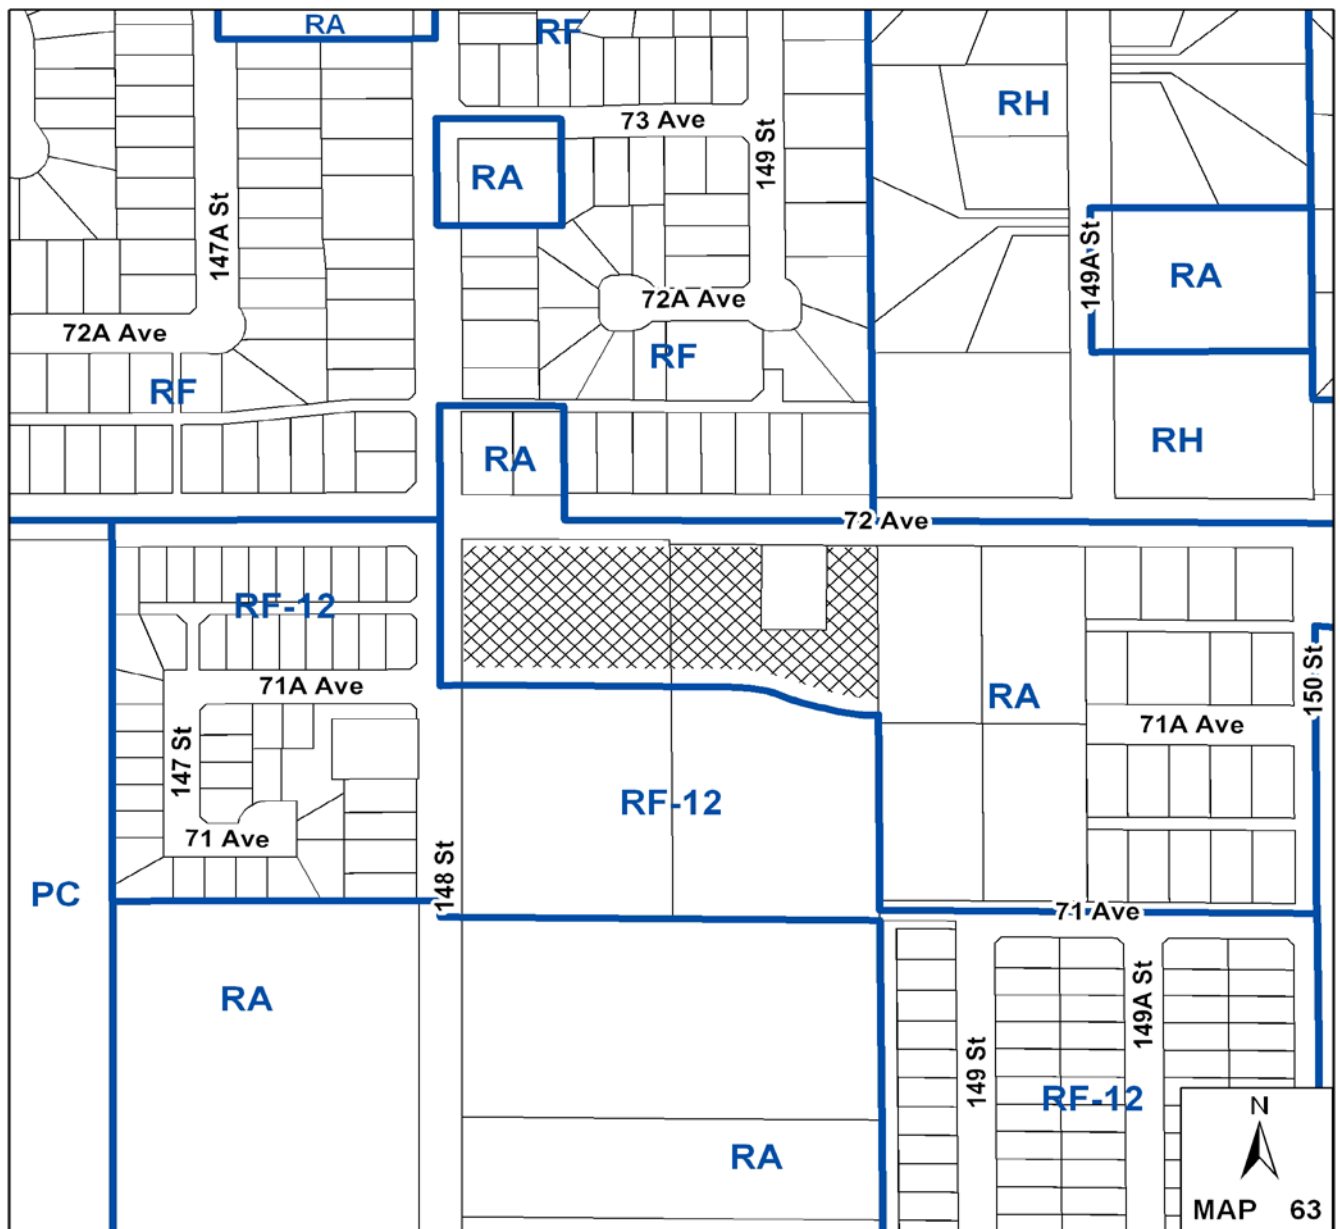 RA
RF
RH
73 Ave
149 St
RA
147A St
149A St
RA
72A Ave
72A Ave
RF
RF
RH
RA
72 Ave
RF-12
150 St
71A Ave
RA
71A Ave
147 St
RF-12
71 Ave
148 St
PC
71 Ave
RA
149A St
149 St
RF-12
N
RA
MAP 63